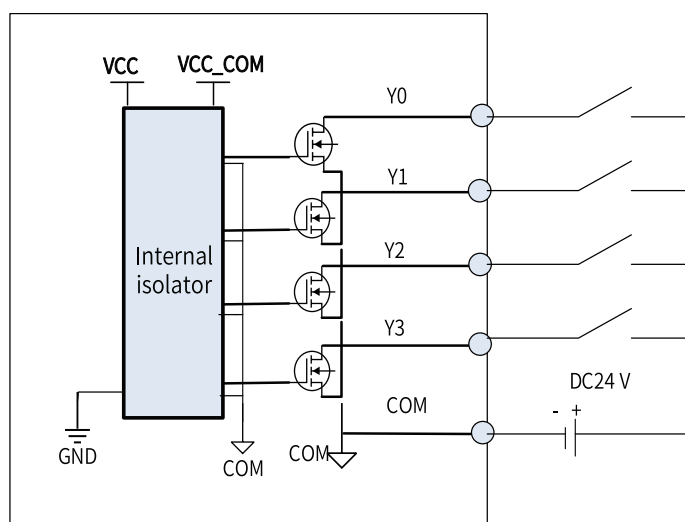 VCC
VCC_COM
Y0
Y1
Internal
isolator
Y2
Y3
DC24 V
COM
- +
GND
COM
COM